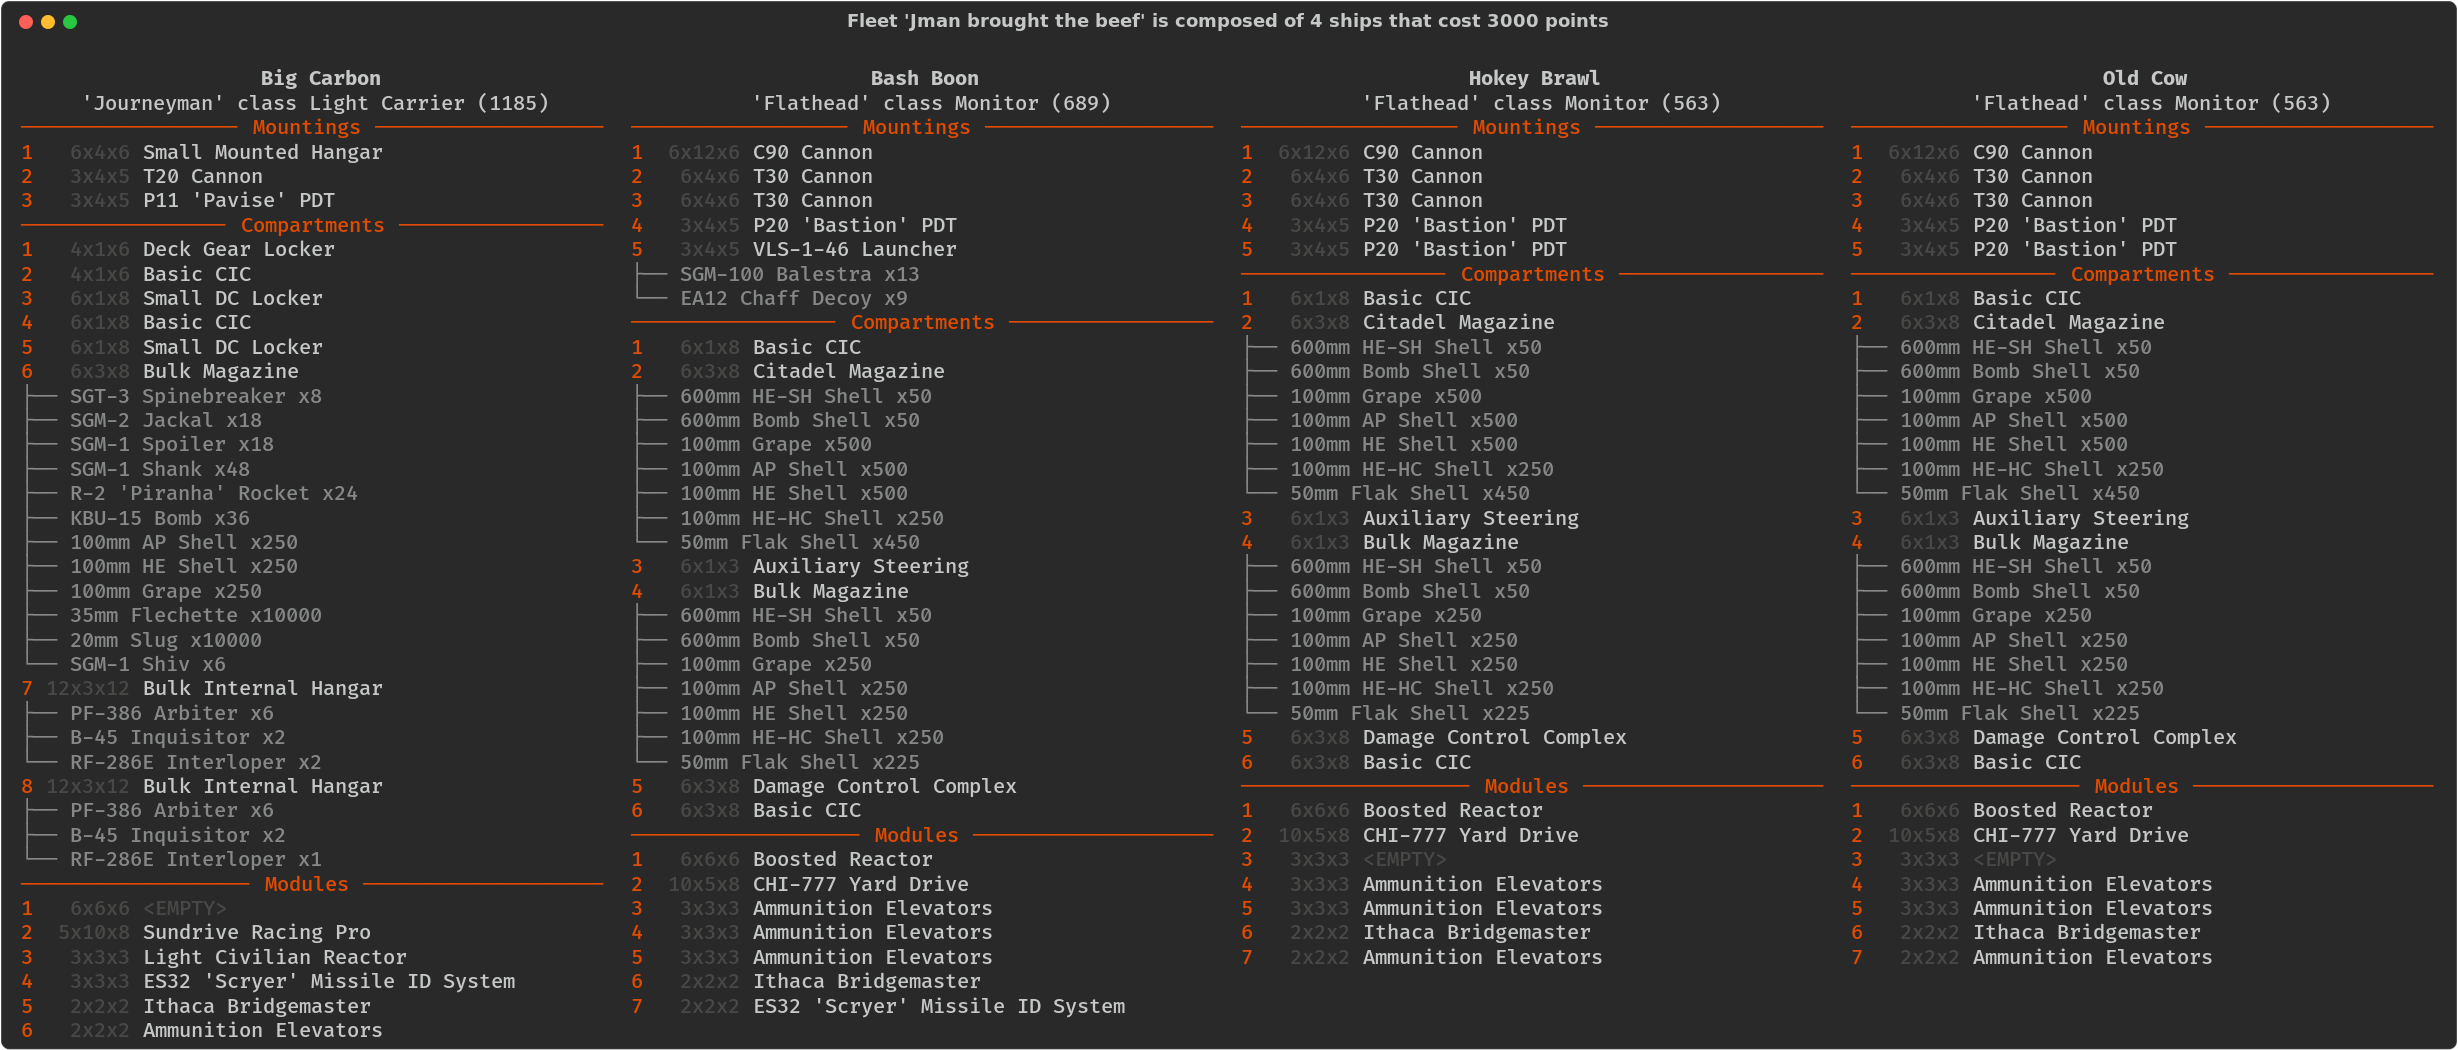 Fleet 'Jman brought the beef' is composed of 4 ships that cost 3000 points
Big Carbon
'Journeyman' class Light Carrier (1185)
Mountings
1 6x4x6 Small Mounted Hangar
2 3x4x5 T20 Cannon
3 3x4x5 P11 'Pavise' PDT
Compartments
1 4x1x6 Deck Gear Locker
2 4x1x6 Basic CIC
3 6x1x8 Small DC Locker
4 6x1x8 Basic CIC
5 6x1x8 Small DC Locker
6 6x3x8 Bulk Magazine
SGT-3 Spinebreaker x8
SGM-2 Jackal x18
SGM-1 Spoiler x18
SGM-1 Shank x48
R-2 'Piranha' Rocket x24
KBU-15 Bomb x36
100mm AP Shell x250
100mm HE Shell x250
100mm Grape x250
35mm Flechette x10000
20mm Slug x10000
SGM-1 Shiv x6
7 12x3x12 Bulk Internal Hangar
PF-386 Arbiter x6
B-45 Inquisitor x2
RF-286E Interloper x2
8 12x3x12 Bulk Internal Hangar
PF-386 Arbiter x6
B-45 Inquisitor x2
RF-286E Interloper x1
Modules
1 6x6x6 <EMPTY>
2 5x10x8 Sundrive Racing Pro
3 3x3x3 Light Civilian Reactor
4 3x3x3 ES32 'Scryer' Missile ID System
5 2x2x2 Ithaca Bridgemaster
6 2x2x2 Ammunition Elevators
Bash Boon
'Flathead' class Monitor (689)
Mountings
1 6x12x6 C90 Cannon
2 6x4x6 T30 Cannon
3 6x4x6 T30 Cannon
4 3x4x5 P20 'Bastion' PDT
5 3x4x5 VLS-1-46 Launcher
SGM-100 Balestra x13
EA12 Chaff Decoy x9
Compartments
1 6x1x8 Basic CIC
2 6x3x8 Citadel Magazine
600mm HE-SH Shell x50
600mm Bomb Shell x50
100mm Grape x500
100mm AP Shell x500
100mm HE Shell x500
100mm HE-HC Shell x250
50mm Flak Shell x450
3 6x1x3 Auxiliary Steering
4 6x1x3 Bulk Magazine
600mm HE-SH Shell x50
600mm Bomb Shell x50
100mm Grape x250
100mm AP Shell x250
100mm HE Shell x250
100mm HE-HC Shell x250
50mm Flak Shell x225
5 6x3x8 Damage Control Complex
6 6x3x8 Basic CIC
Modules
1 6x6x6 Boosted Reactor
2 10x5x8 CHI-777 Yard Drive
3 3x3x3 Ammunition Elevators
4 3x3x3 Ammunition Elevators
5 3x3x3 Ammunition Elevators
6 2x2x2 Ithaca Bridgemaster
7 2x2x2 ES32 'Scryer' Missile ID System
Hokey Brawl
'Flathead' class Monitor (563)
Mountings
1 6x12x6 C90 Cannon
2 6x4x6 T30 Cannon
3 6x4x6 T30 Cannon
4 3x4x5 P20 'Bastion' PDT
5 3x4x5 P20 'Bastion' PDT
Compartments
1 6x1x8 Basic CIC
2 6x3x8 Citadel Magazine
600mm HE-SH Shell x50
600mm Bomb Shell x50
100mm Grape x500
100mm AP Shell x500
100mm HE Shell x500
100mm HE-HC Shell x250
50mm Flak Shell x450
3 6x1x3 Auxiliary Steering
4 6x1x3 Bulk Magazine
600mm HE-SH Shell x50
600mm Bomb Shell x50
100mm Grape x250
100mm AP Shell x250
100mm HE Shell x250
100mm HE-HC Shell x250
50mm Flak Shell x225
5 6x3x8 Damage Control Complex
6 6x3x8 Basic CIC
Modules
1 6x6x6 Boosted Reactor
2 10x5x8 CHI-777 Yard Drive
3 3x3x3 <EMPTY>
4 3x3x3 Ammunition Elevators
5 3x3x3 Ammunition Elevators
6 2x2x2 Ithaca Bridgemaster
7 2x2x2 Ammunition Elevators
Old Cow
'Flathead' class Monitor (563)
Mountings
1 6x12x6 C90 Cannon
2 6x4x6 T30 Cannon
3 6x4x6 T30 Cannon
4 3x4x5 P20 'Bastion' PDT
5 3x4x5 P20 'Bastion' PDT
Compartments
1 6x1x8 Basic CIC
2 6x3x8 Citadel Magazine
600mm HE-SH Shell x50
600mm Bomb Shell x50
100mm Grape x500
100mm AP Shell x500
100mm HE Shell x500
100mm HE-HC Shell x250
50mm Flak Shell x450
3 6x1x3 Auxiliary Steering
4 6x1x3 Bulk Magazine
600mm HE-SH Shell x50
600mm Bomb Shell x50
100mm Grape x250
100mm AP Shell x250
100mm HE Shell x250
100mm HE-HC Shell x250
50mm Flak Shell x225
5 6x3x8 Damage Control Complex
6 6x3x8 Basic CIC
Modules
1 6x6x6 Boosted Reactor
2 10x5x8 CHI-777 Yard Drive
3 3x3x3 <EMPTY>
4 3x3x3 Ammunition Elevators
5 3x3x3 Ammunition Elevators
6 2x2x2 Ithaca Bridgemaster
7 2x2x2 Ammunition Elevators